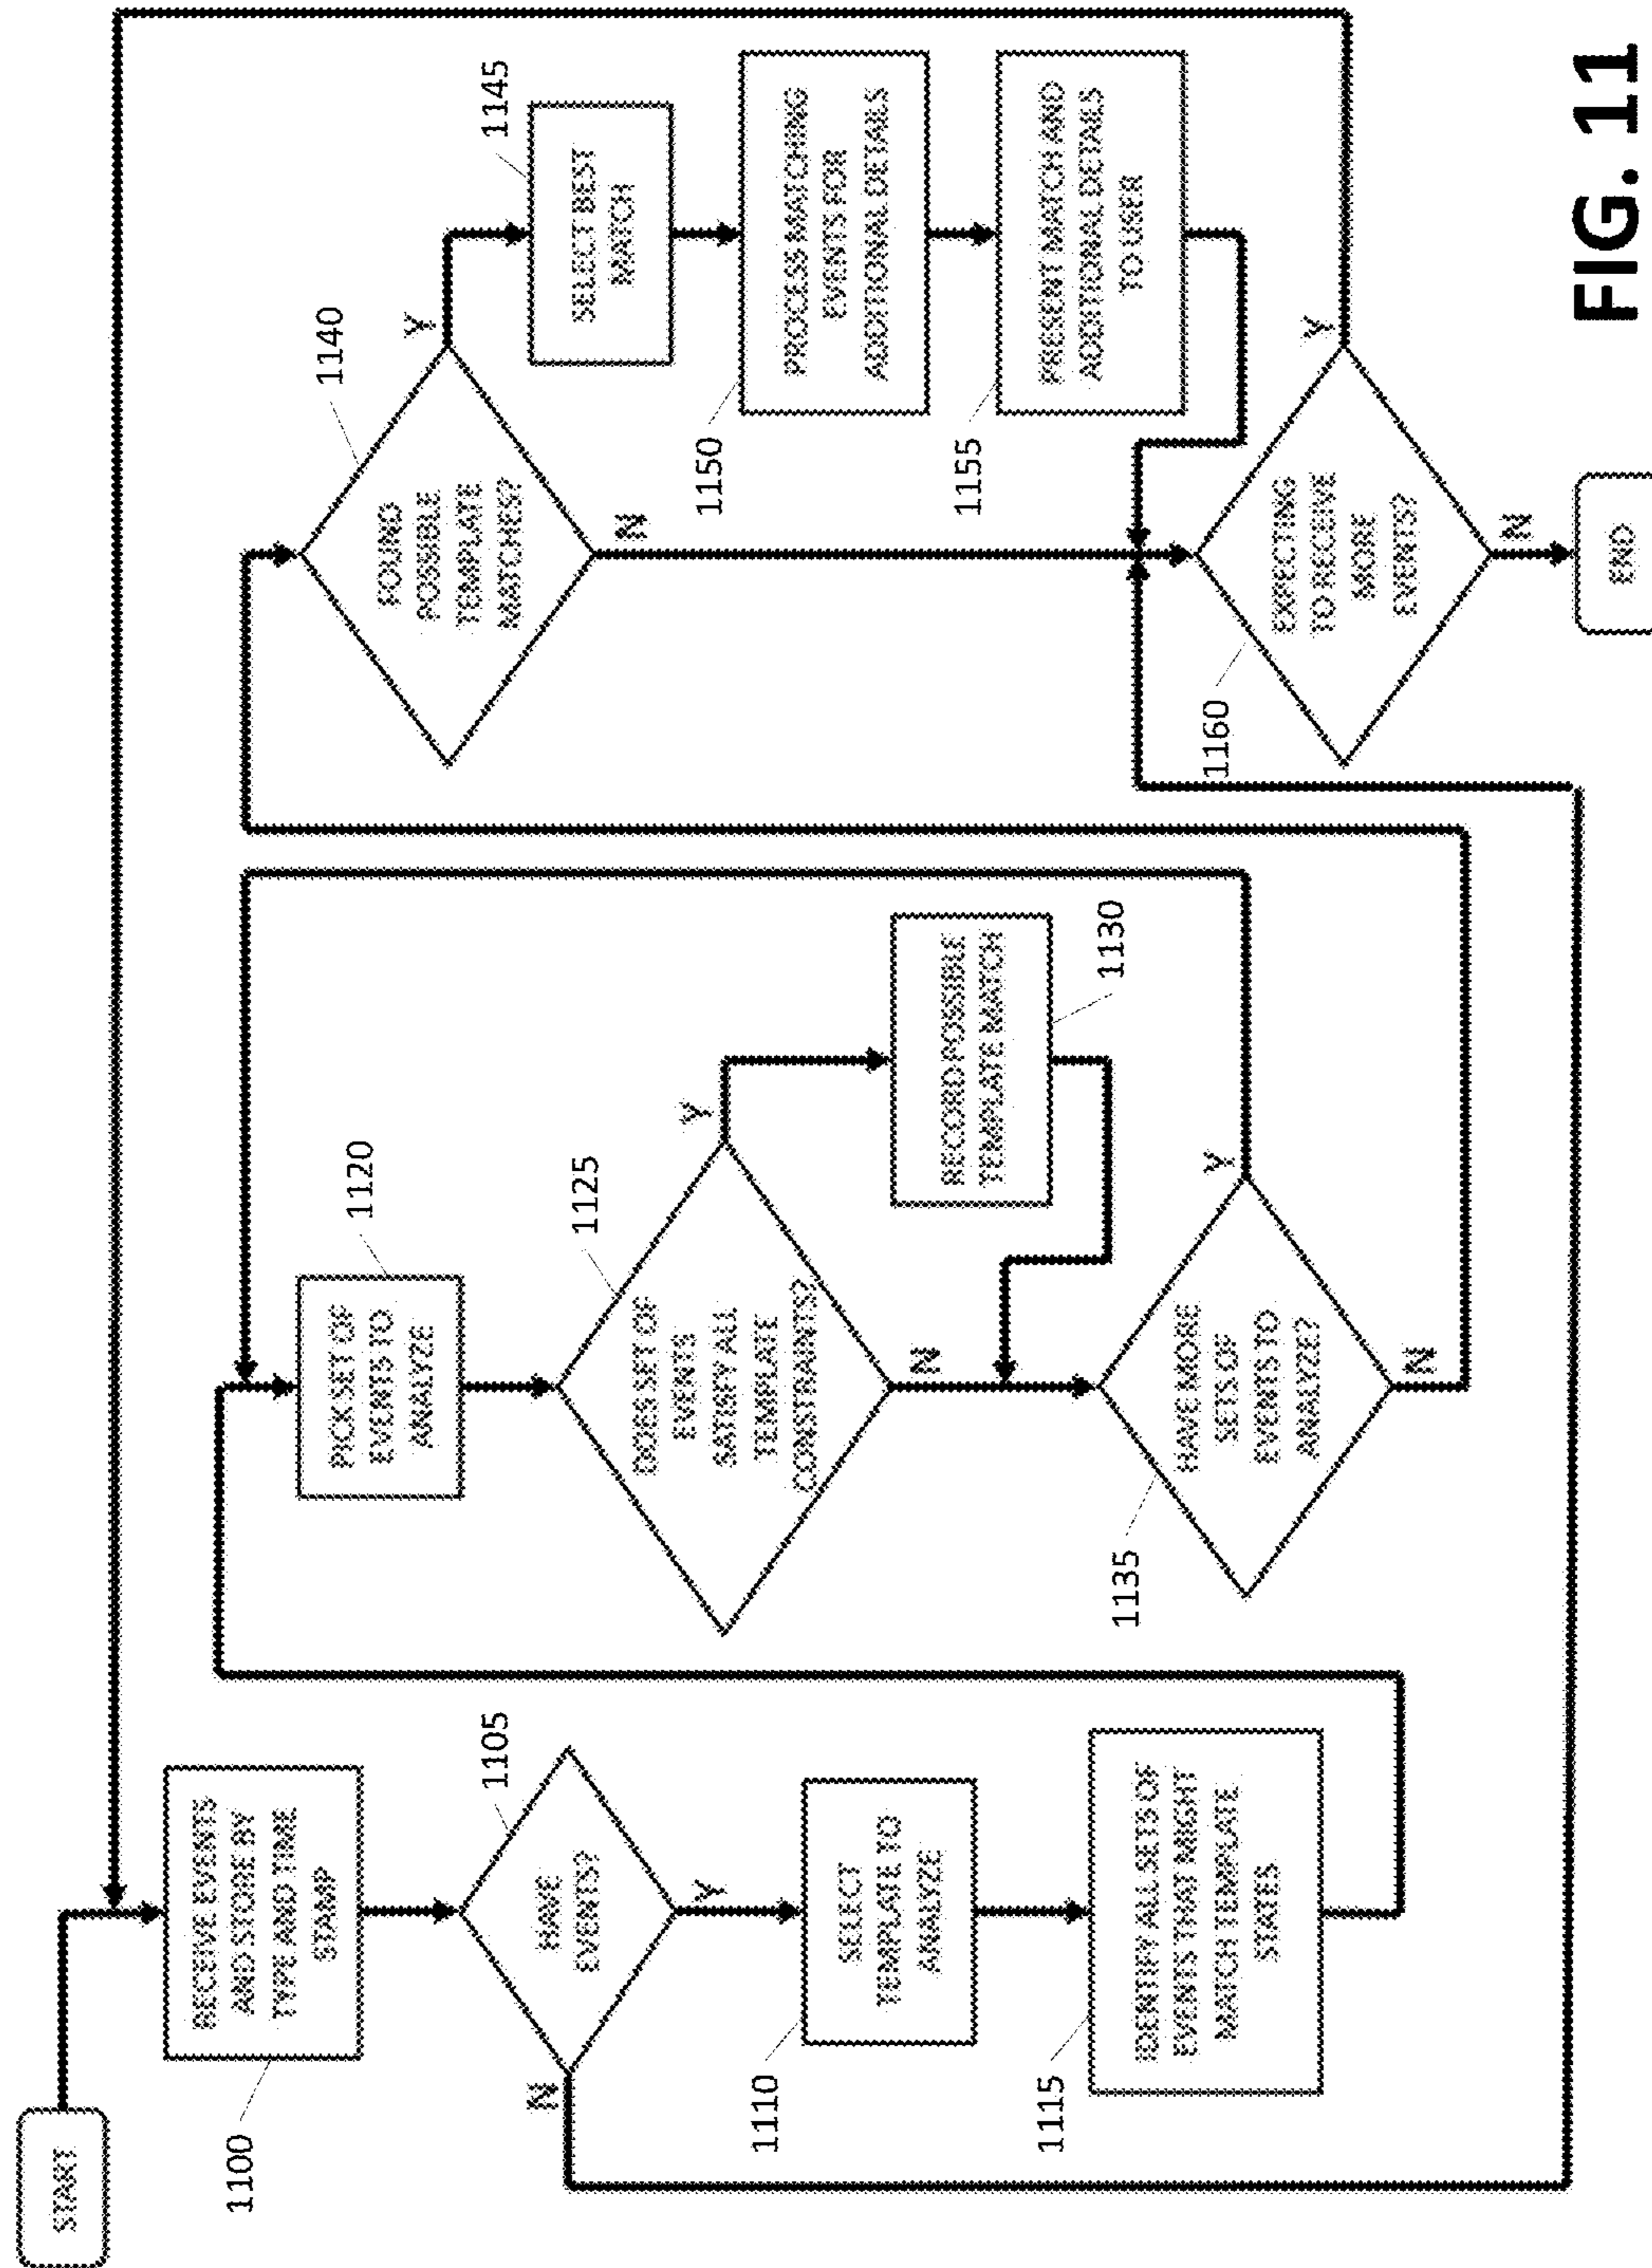 START
1100
RECEIVE EVENTS
AND STORE BY
TYPE AND TIME
STAMP
1105
HAVE
EVENTS?
N
Y
1110
SELECT
TEMPLATE TO
ANALYZE
1115
IDENTIFY ALL SETS OF
EVENTS THAT MIGHT
MATCH TEMPLATE
STATES
1120
PICK SET OF
EVENTS TO
ANALYZE
1125
DOES SET OF
EVENTS
SATISFY ALL
TEMPLATE
CONSTRAINTS?
Y
N
1130
RECORD POSSIBLE
TEMPLATE MATCH
1135
HAVE MORE
SETS OF
EVENTS TO
ANALYZE?
Y
N
1140
FOUND
POSSIBLE
TEMPLATE
MATCHES?
Y
N
1145
SELECT BEST
MATCH
1150
PROCESS MATCHING
EVENTS FOR
ADDITIONAL DETAILS
1155
PRESENT MATCH AND
ADDITIONAL DETAILS
TO USER
1160
EXPECTING
TO RECEIVE
MORE
EVENTS?
Y
N
END
FIG. 11